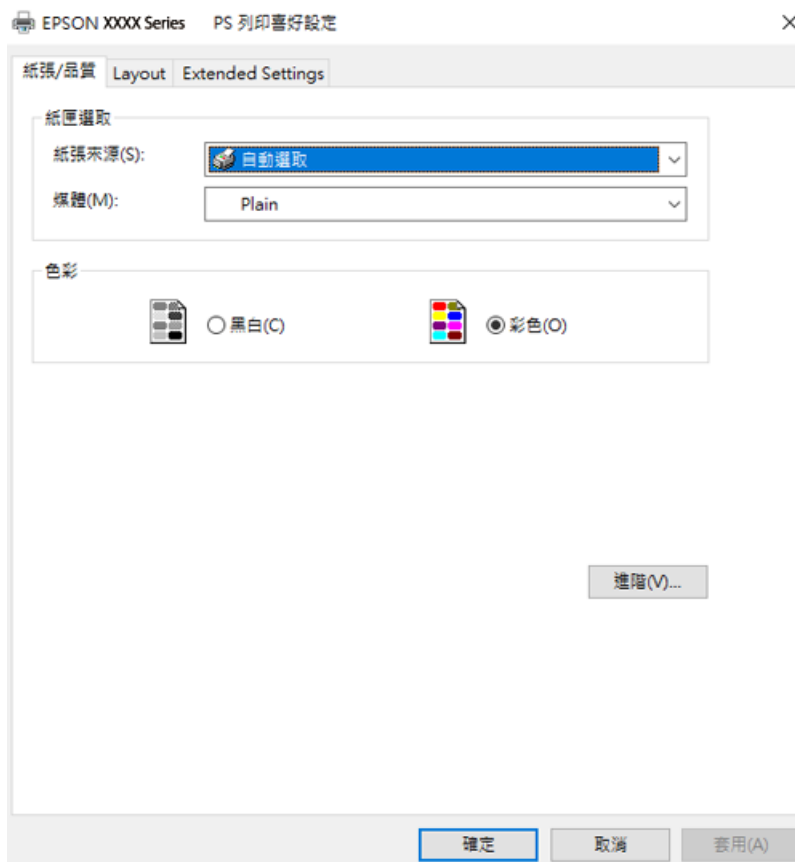 EPSON XXXX Series PS 列印喜好設定
紙張/品質 Layout Extended Settings
紙匣選取
紙張來源(S): 自動選取
媒體(M): Plain
色彩
黑白(C) 彩色(O)
進階(V)...
確定 取消 套用(A)